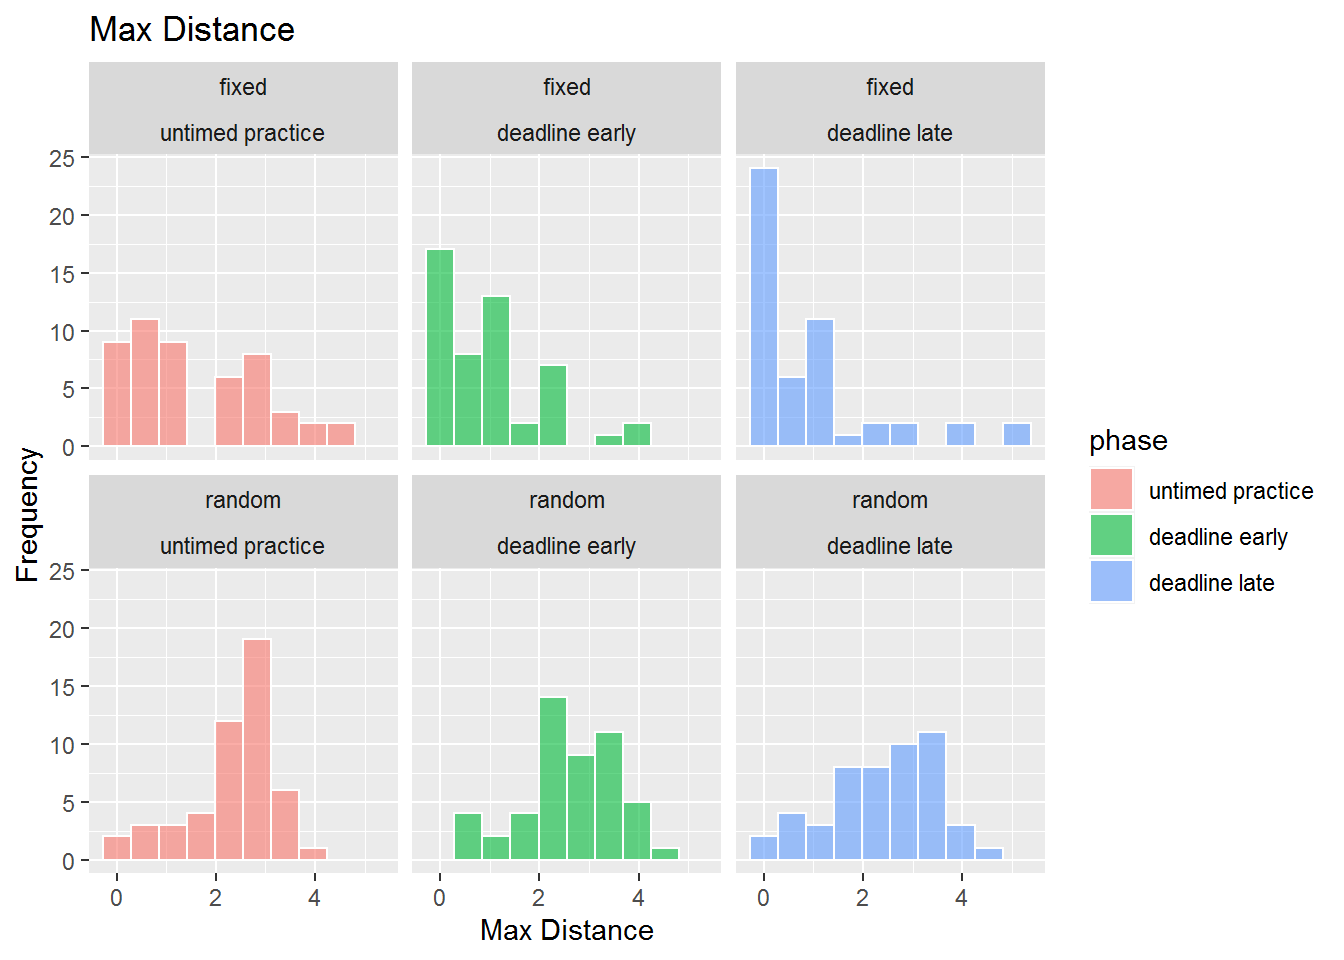 Max Distance
fixed
untimed practice
fixed
deadline early
fixed
deadline late
25
20
15
10
5
0
random
untimed practice
random
deadline early
random
deadline late
25
20
15
10
5
0
0 2 4
0 2 4
0 2 4
Max Distance
Frequency
phase
untimed practice
deadline early
deadline late